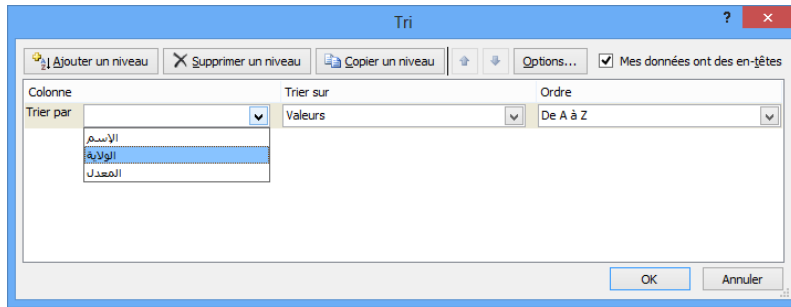 Tri
?
Ajouter un niveau Supprimer un niveau Copier un niveau Options... Mes données ont des en-têtes
Colonne Trier sur Ordre
Trier par Valeurs De A à Z
الإسم
الولاية
المعدل
OK Annuler